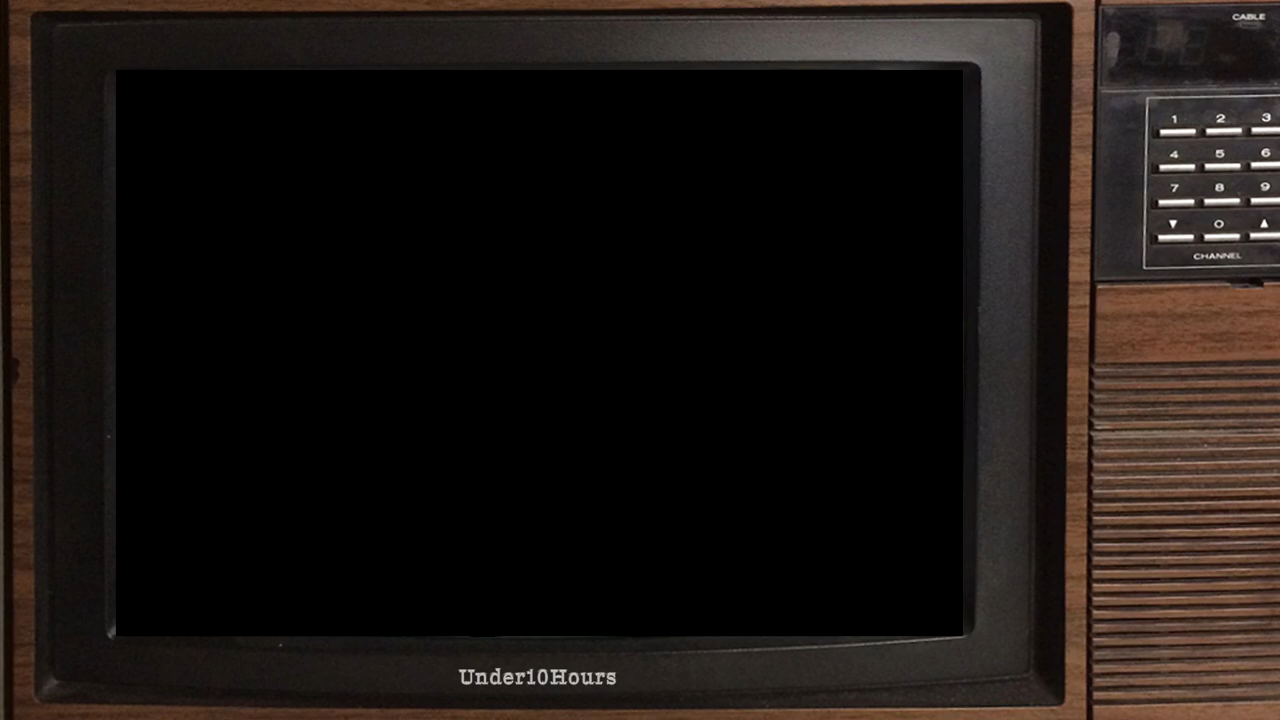 CABLE
1 2 3
4 5 6
7 8 9
▼ 0 ▲
CHANNEL
Under10Hours